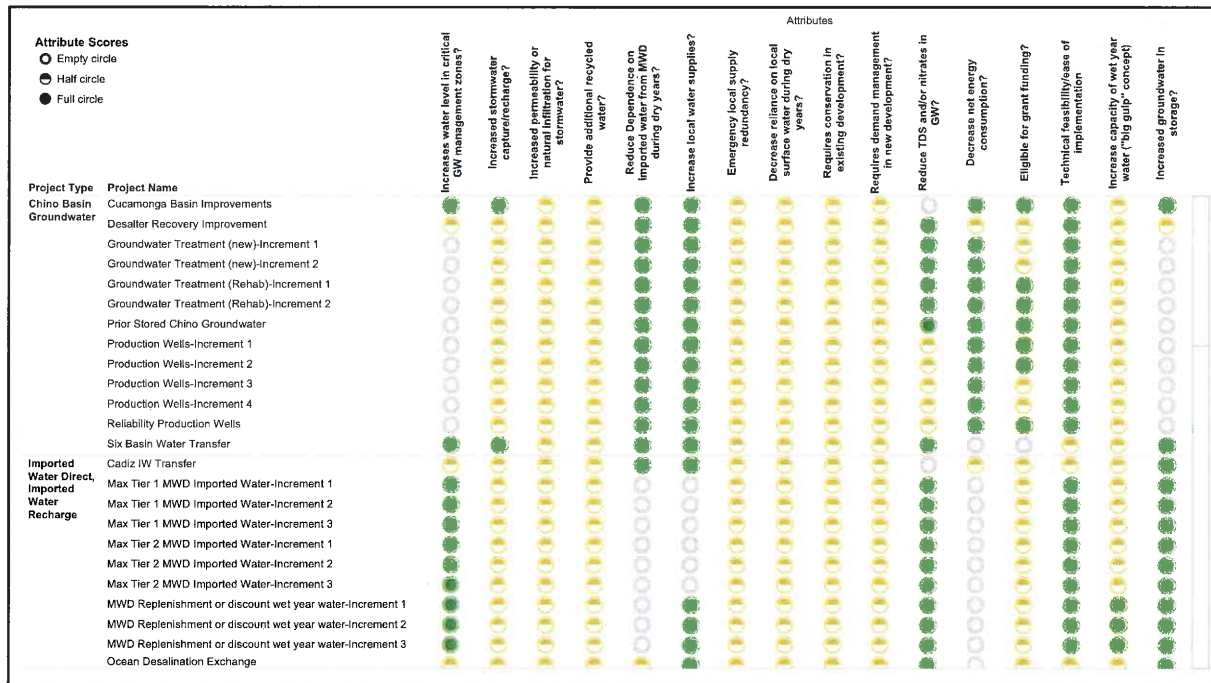 Attributes
Attribute Scores
Empty circle
Half circle
Full circle
Increases water level in critical
GW management zones?
Increased stormwater
capture/recharge?
Increased permeability or
natural infiltration for
stormwater?
Provide additional recycled
water?
Reduce Dependence on
imported water from MWD
during dry years?
Increase local water supplies?
Emergency local supply
redundancy?
Decrease reliance on local
surface water during dry
years?
Requires conservation in
existing development?
Requires demand management
in new development?
Reduce TDS and/or nitrates in
GW?
Decrease net energy
consumption?
Eligible for grant funding?
Technical feasibility/ease of
implementation
Increase capacity of wet year
water ("big gulp" concept)
Increased groundwater in
storage?
Project Type Project Name
Chino Basin Cucamonga Basin Improvements
Groundwater Desalter Recovery Improvement
Groundwater Treatment (new)-Increment 1
Groundwater Treatment (new)-Increment 2
Groundwater Treatment (Rehab)-Increment 1
Groundwater Treatment (Rehab)-Increment 2
Prior Stored Chino Groundwater
Production Wells-Increment 1
Production Wells-Increment 2
Production Wells-Increment 3
Production Wells-Increment 4
Reliability Production Wells
Six Basin Water Transfer
Imported Cadiz IW Transfer
Water Direct, Max Tier 1 MWD Imported Water-Increment 1
Imported
Water Max Tier 1 MWD Imported Water-Increment 2
Recharge Max Tier 1 MWD Imported Water-Increment 3
Max Tier 2 MWD Imported Water-Increment 1
Max Tier 2 MWD Imported Water-Increment 2
Max Tier 2 MWD Imported Water-Increment 3
MWD Replenishment or discount wet year water-Increment 1
MWD Replenishment or discount wet year water-Increment 2
MWD Replenishment or discount wet year water-Increment 3
Ocean Desalination Exchange